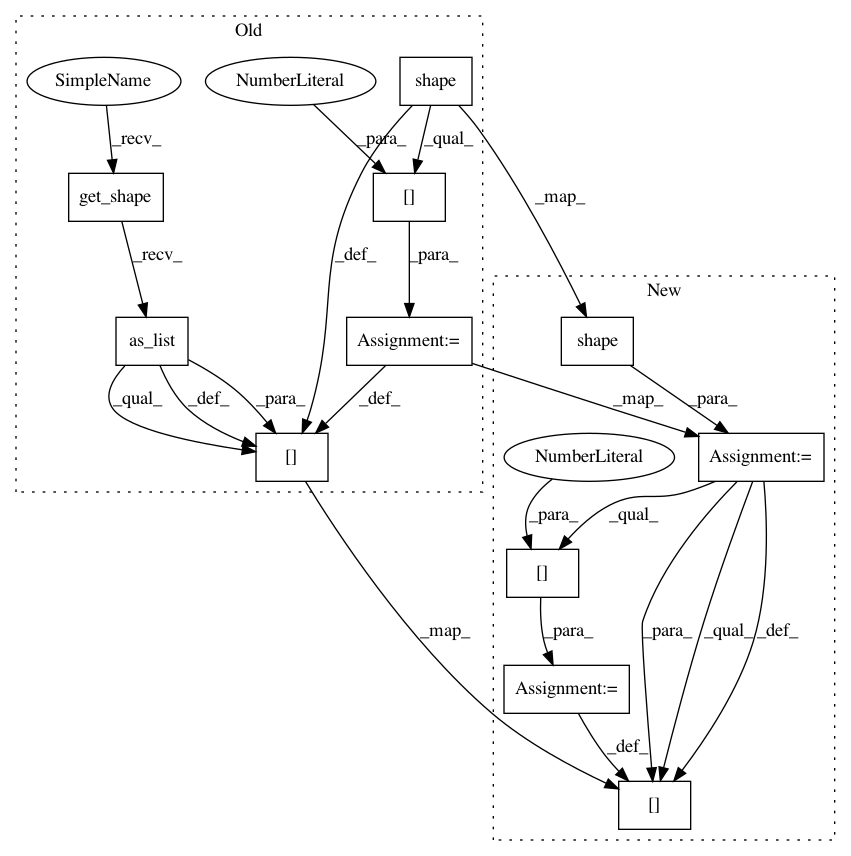 Old
SimpleName
NumberLiteral
shape
_recv_
_para_
_qual_
get_shape
[]
_map_
_recv_
_def_
_para_
New
as_list
Assignment:=
shape
_qual_
_def_
_para_
_def_
_map_
_para_
[]
NumberLiteral
Assignment:=
_para_
_qual_
[]
_map_
_para_
_para_
_qual_
_def_
Assignment:=
_def_
[]